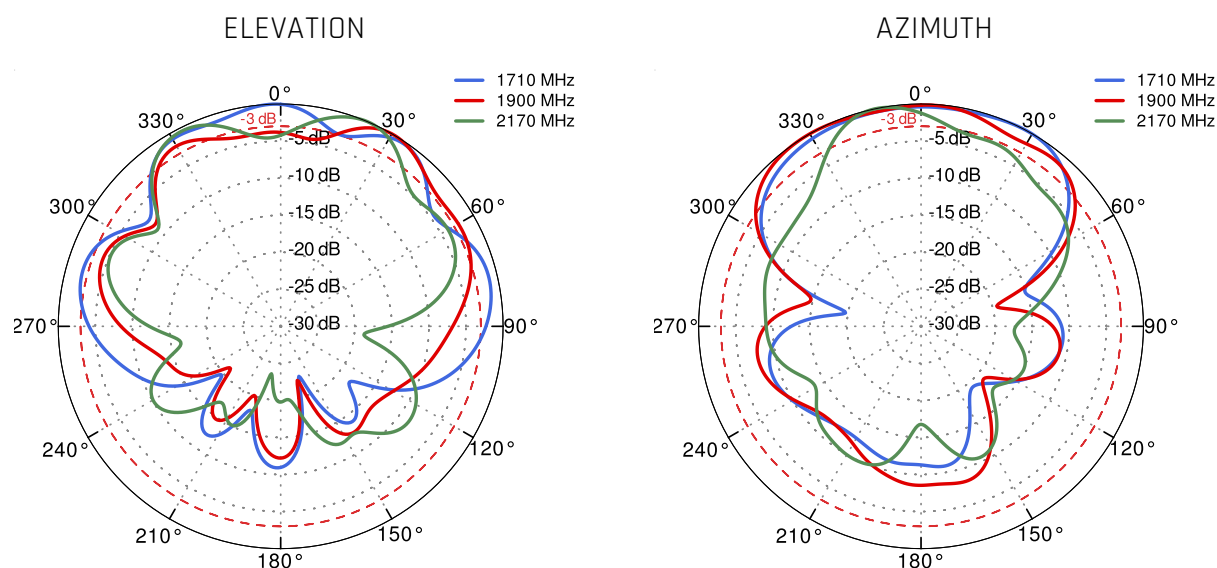 ELEVATION
1710 MHz
1900 MHz
2170 MHz
0°
-3 dB
330°
30°
-5 dB
-10 dB
300°
60°
-15 dB
-20 dB
-25 dB
270°
-30 dB
90°
240°
120°
210°
150°
180°
AZIMUTH
1710 MHz
1900 MHz
2170 MHz
0°
-3 dB
330°
30°
-5 dB
-10 dB
300°
60°
-15 dB
-20 dB
-25 dB
270°
-30 dB
90°
240°
120°
210°
150°
180°